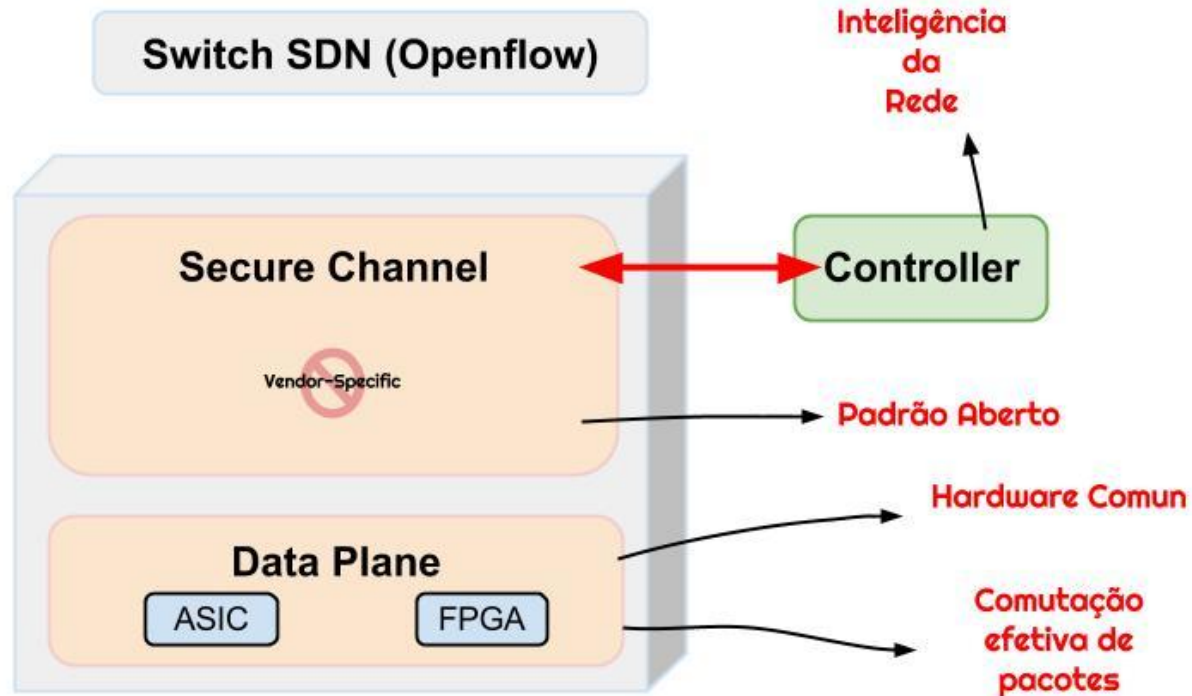 Switch SDN (Openflow)
Inteligência
da
Rede
Secure Channel
Controller
Vendor-Specific
Padrão Aberto
Hardware Comun
Data Plane
ASIC
FPGA
Comutação
efetiva de
pacotes